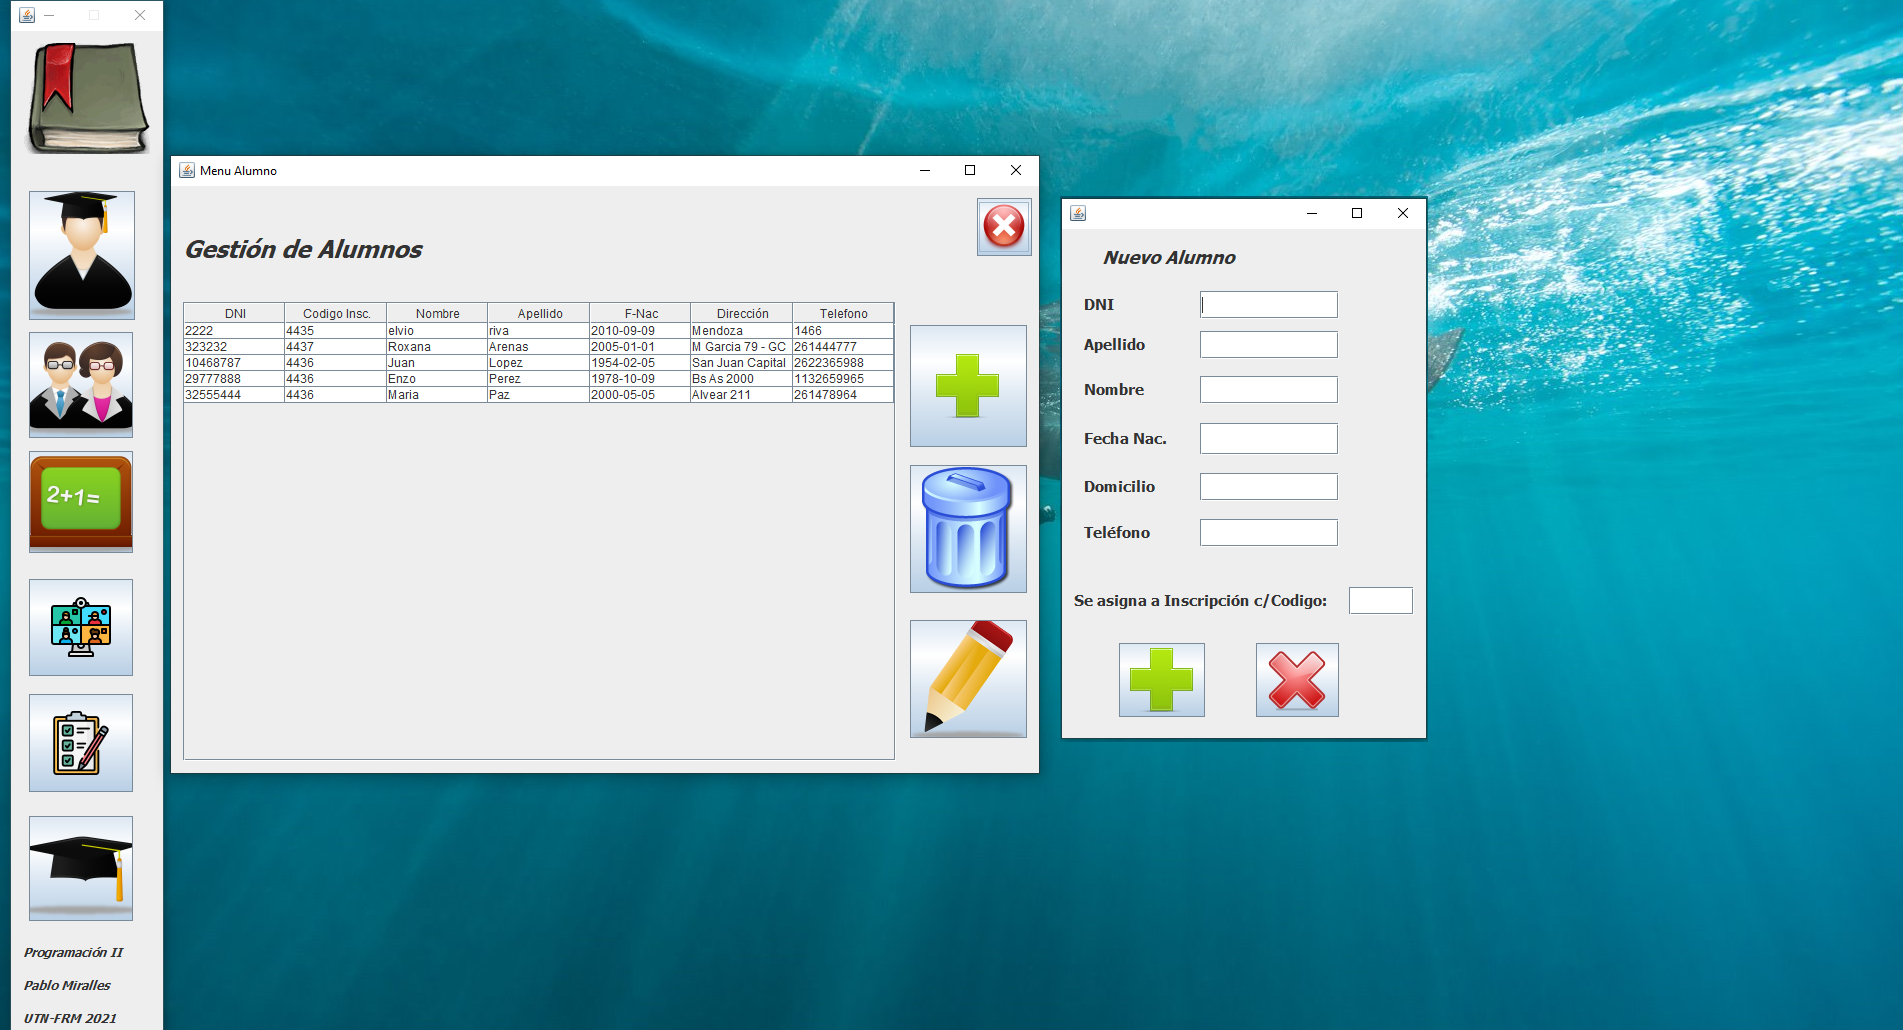 Menu Alumno
Gestión de Alumnos
DNI Codigo Insc. Nombre Apellido F-Nac Dirección Telefono
2222 4435 elvio riva 2010-09-09 Mendoza 1466
323232 4437 Roxana Arenas 2005-01-01 M Garcia 79 - GC 261444777
10468787 4436 Juan Lopez 1954-02-05 San Juan Capital 2622365988
29777888 4436 Enzo Perez 1978-10-09 Bs As 2000 1132659965
32555444 4436 Maria Paz 2000-05-05 Alvear 211 261478964
Nuevo Alumno
DNI
Apellido
Nombre
Fecha Nac.
Domicilio
Teléfono
Se asigna a Inscripción c/Codigo:
2+1=
Programación II
Pablo Miralles
UTN-FRM 2021